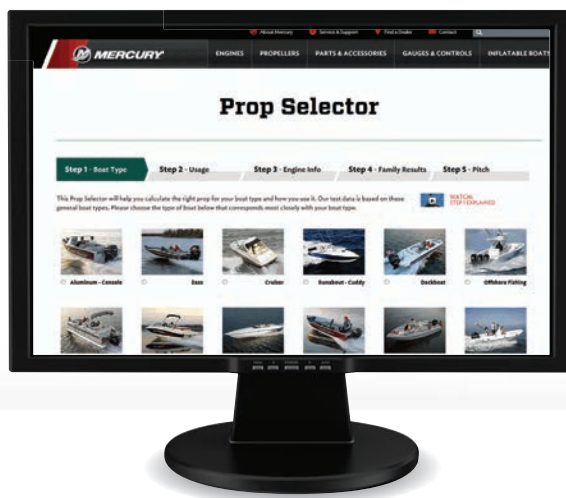 About Mercury Service & Support Find a Dealer Contact
MERCURY ENGINES PROPELLERS PARTS & ACCESSORIES GAUGES & CONTROLS INFLATABLE BOATS
Prop Selector
Step 1 - Boat Type Step 2 - Usage Step 3 - Engine Info Step 4 - Family Results Step 5 - Pitch
This Prop Selector will help you calculate the right prop for your boat type and how you use it. Our test data is based on these
general boat types. Please choose the type of boat below that corresponds most closely with your boat type.
WATCH:
STEP 1 EXPLAINED
Aluminum - Console Bass Cruiser Runabout - Cuddy Deckboat Offshore Fishing